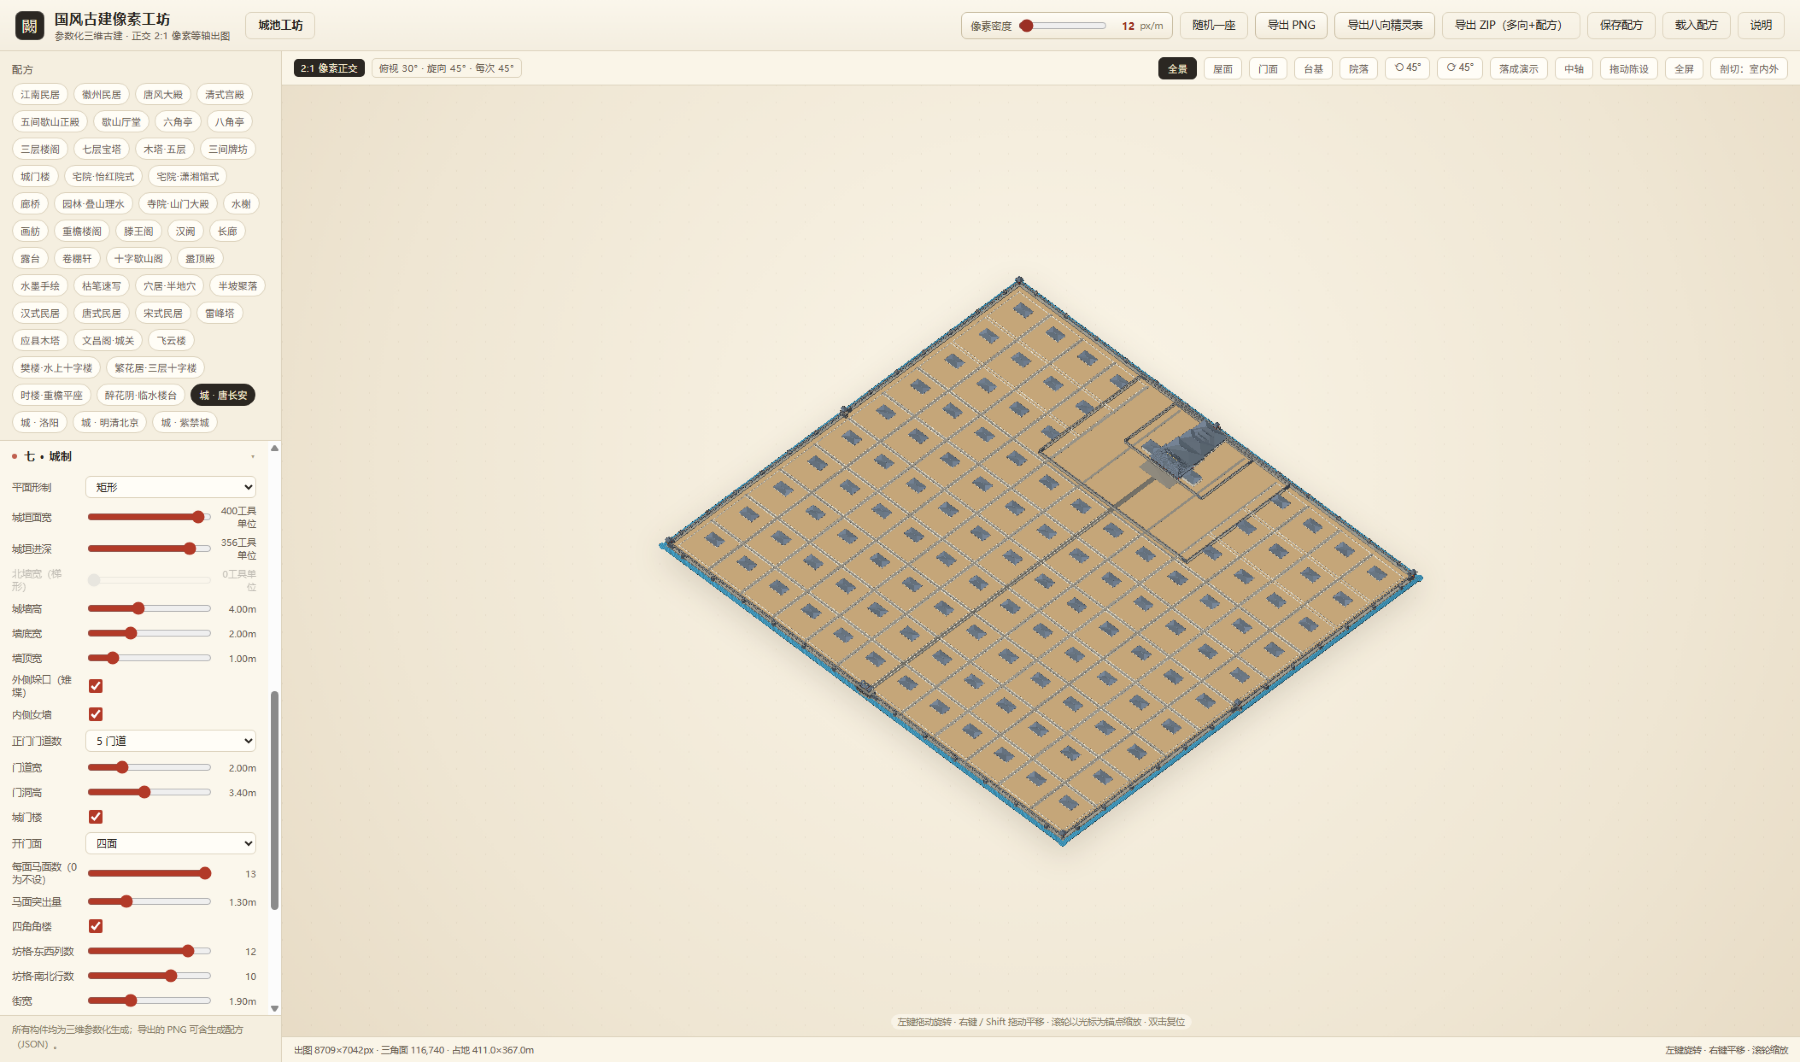 闕
国风古建像素工坊
参数化三维古建 · 正交 2:1 像素等轴出图
城池工坊
像素密度 12 px/m
随机一座
导出 PNG
导出八向精灵表
导出 ZIP（多向+配方）
保存配方
载入配方
说明
2:1 像素正交
俯视 30° · 旋向 45° · 每次 45°
全景
屋面
门面
台基
院落
⟲ 45°
⟳ 45°
落成演示
中轴
拖动陈设
全屏
剖切：室内外
配方
江南民居 徽州民居 唐风大殿 清式宫殿
五间歇山正殿 歇山厅堂 六角亭 八角亭
三层楼阁 七层宝塔 木塔·五层 三间牌坊
城门楼 宅院·怡红院式 宅院·潇湘馆式
廊桥 园林·叠山理水 寺院·山门大殿 水榭
画舫 重檐楼阁 滕王阁 汉阙 长廊
露台 卷棚轩 十字歇山阁 盝顶殿
水墨手绘 枯笔速写 穴居·半地穴 半坡聚落
汉式民居 唐式民居 宋式民居 雷峰塔
应县木塔 文昌阁·城关 飞云楼
樊楼·水上十字楼 繁花居·三层十字楼
时楼·重檐平座 醉花阴·临水楼台 城 · 唐长安
城 · 洛阳 城 · 明清北京 城 · 紫禁城
七 • 城制
平面形制 矩形
城垣面宽 400工具单位
城垣进深 356工具单位
北墙宽（梯形） 0工具单位
城墙高 4.00m
墙底宽 2.00m
墙顶宽 1.00m
外侧垛口（雉堞）
内侧女墙
正门门道数 5 门道
门道宽 2.00m
门洞高 3.40m
城门楼
开门面 四面
每面马面数（0为不设） 13
马面突出量 1.30m
四角角楼
坊格·东西列数 12
坊格·南北行数 10
街宽 1.90m
所有构件均为三维参数化生成；导出的 PNG 可含生成配方（JSON）。
左键拖动旋转 · 右键 / Shift 拖动平移 · 滚轮以光标为锚点缩放 · 双击复位
出图 8709×7042px · 三角面 116,740 · 占地 411.0×367.0m
左键旋转 · 右键平移 · 滚轮缩放